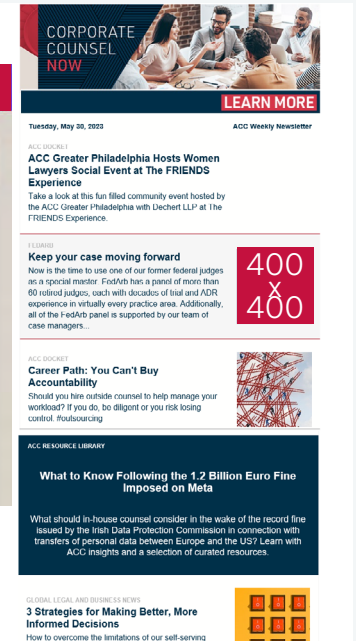 CORPORATE
COUNSEL
NOW
LEARN MORE
Tuesday, May 30, 2023
ACC Weekly Newsletter
ACC DOCKET
ACC Greater Philadelphia Hosts Women
Lawyers Social Event at The FRIENDS
Experience
Take a look at this fun filled community event hosted by
the ACC Greater Philadelphia with Dechert LLP at The
FRIENDS Experience.
FEDARB
Keep your case moving forward
Now is the time to use one of our former federal judges
as a special master. FedArb has a panel of more than
60 retired judges, each with decades of trial and ADR
experience in virtually every practice area. Additionally,
all of the FedArb panel is supported by our team of
case managers...
400
x
400
ACC DOCKET
Career Path: You Can't Buy
Accountability
Should you hire outside counsel to help manage your
workload? If you do, be diligent or you risk losing
control. #outsourcing
ACC RESOURCE LIBRARY
What to Know Following the 1.2 Billion Euro Fine
Imposed on Meta
What should in-house counsel consider in the wake of the record fine
issued by the Irish Data Protection Commission in connection with
transfers of personal data between Europe and the US? Learn with
ACC insights and a selection of curated resources.
GLOBAL LEGAL AND BUSINESS NEWS
3 Strategies for Making Better, More
Informed Decisions
How to overcome the limitations of our self-serving